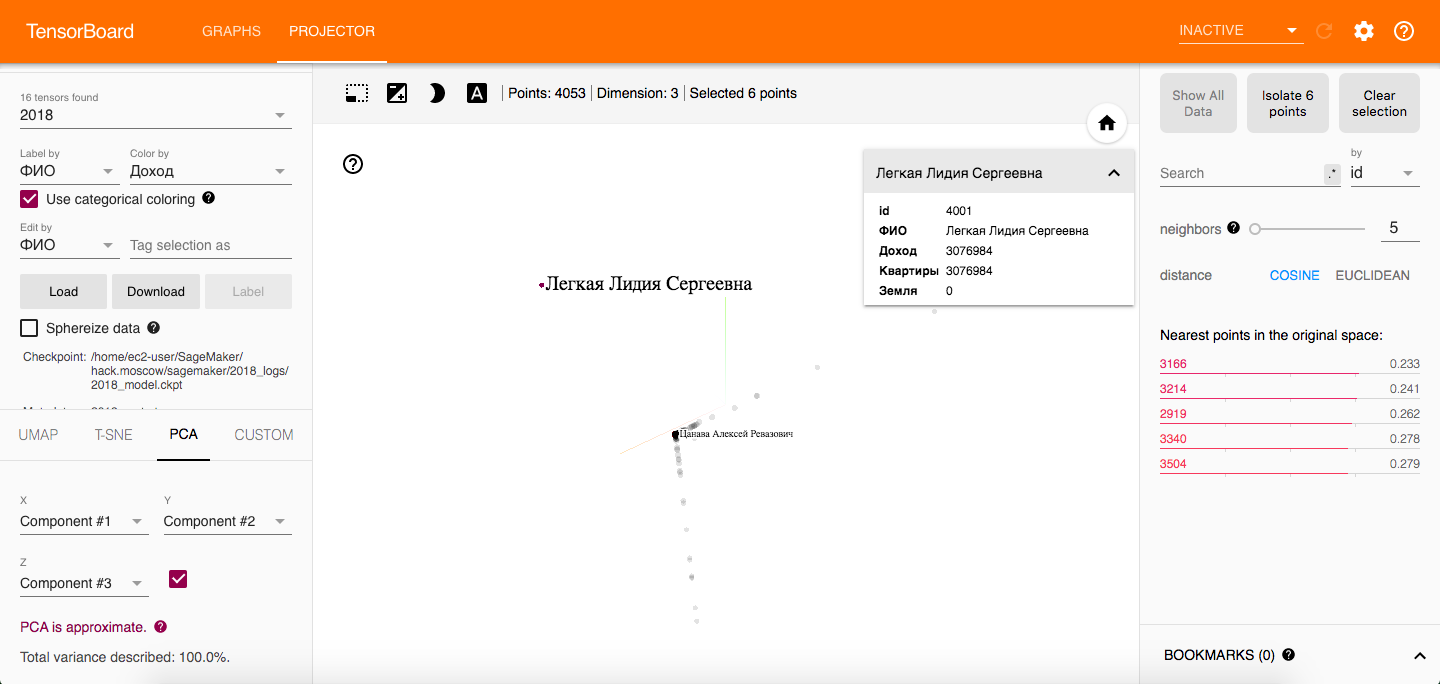 TensorBoard
GRAPHS
PROJECTOR
INACTIVE
16 tensors found
2018
Label by
ФИО
Color by
Доход
Use categorical coloring
Edit by
ФИО
Tag selection as
Load
Download
Label
Sphereize data
Checkpoint: /home/ec2-user/SageMaker/
hack.moscow/sagemaker/2018_logs/
2018_model.ckpt
UMAP
T-SNE
PCA
CUSTOM
X
Component #1
Y
Component #2
Z
Component #3
PCA is approximate.
Total variance described: 100.0%.
A
Points: 4053
Dimension: 3
Selected 6 points
Легкая Лидия Сергеевна
id 4001
ФИО Легкая Лидия Сергеевна
Доход 3076984
Квартиры 3076984
Земля 0
Легкая Лидия Сергеевна
Цанава Алексей Ревазович
Show All
Data
Isolate 6
points
Clear
selection
Search
.*
by
id
neighbors
5
distance
COSINE
EUCLIDEAN
Nearest points in the original space:
3166 0.233
3214 0.241
2919 0.262
3340 0.278
3504 0.279
BOOKMARKS (0)